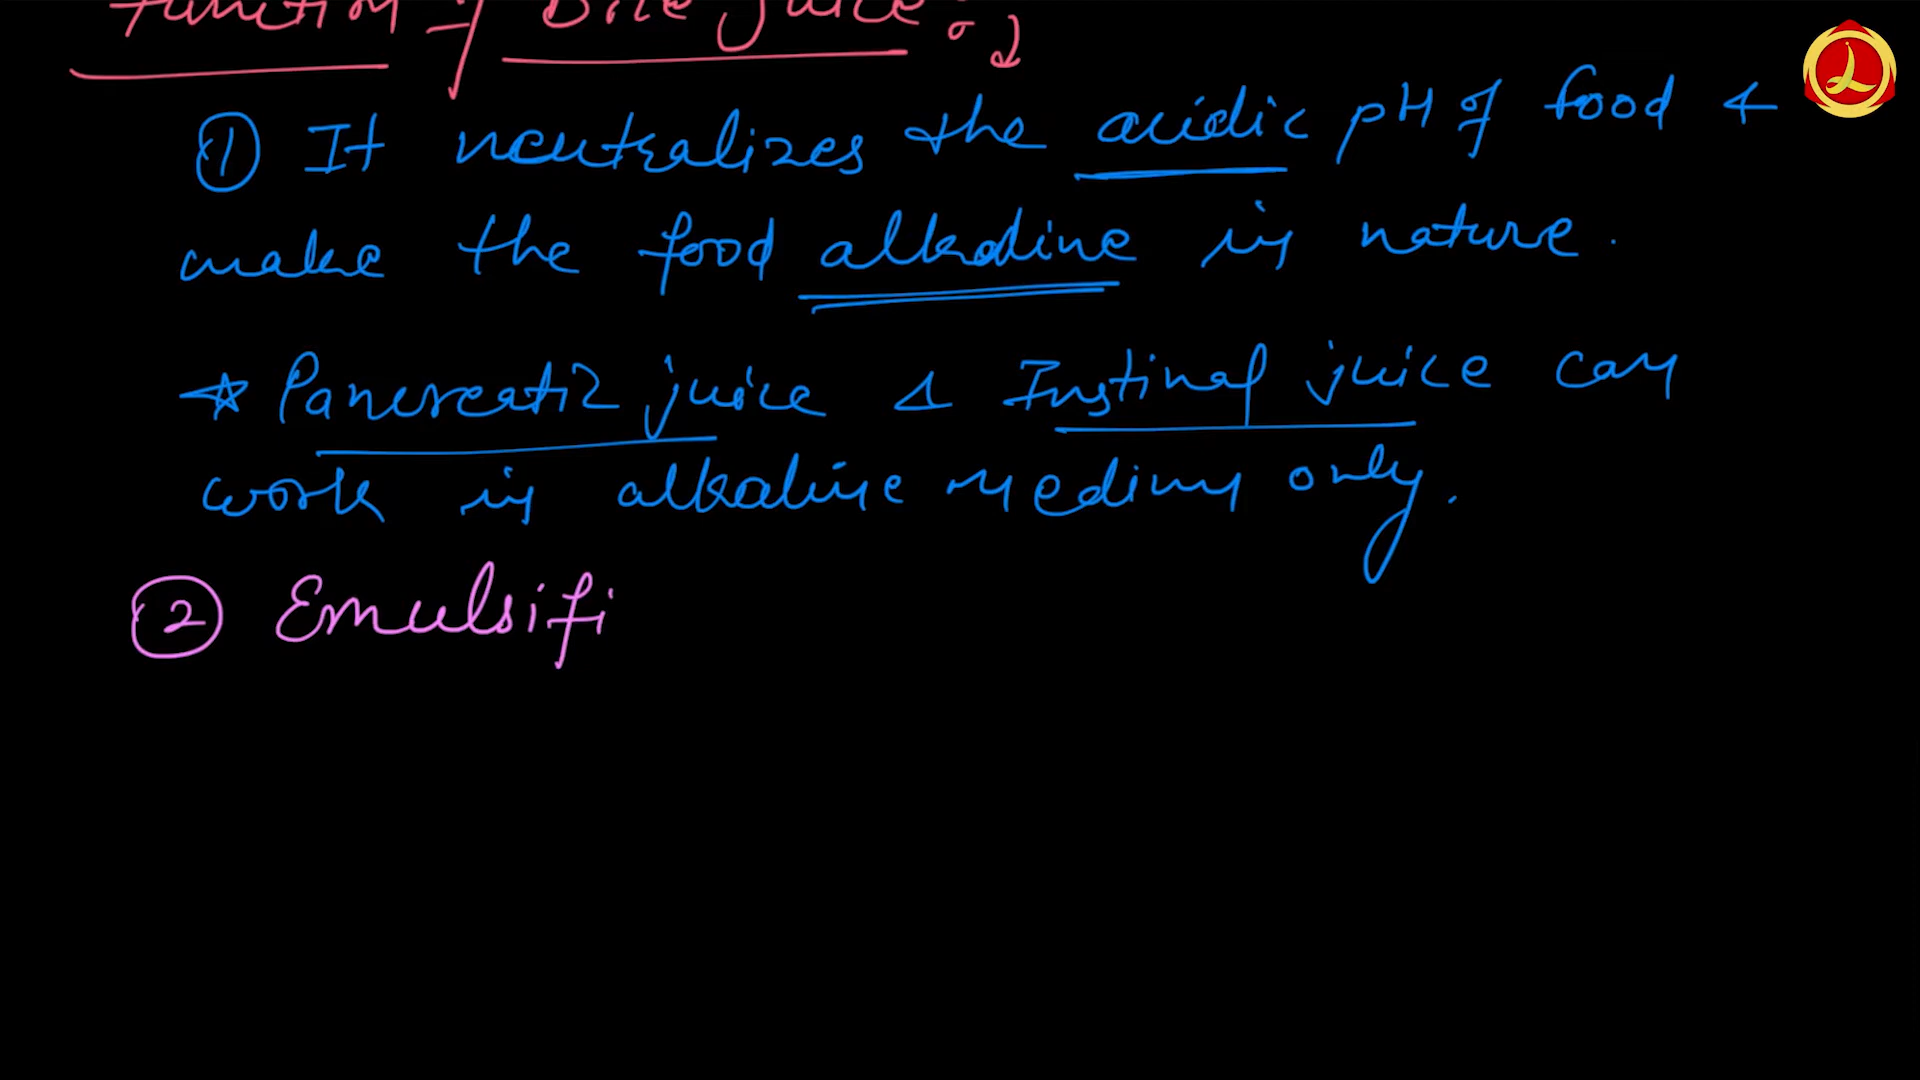 Function of Bile juice :
① It neutralizes the acidic pH of food &
make the food alkaline in nature.
☆ Pancreatic juice & Instinal juice can
work in alkaline medium only.
② Emulsifi